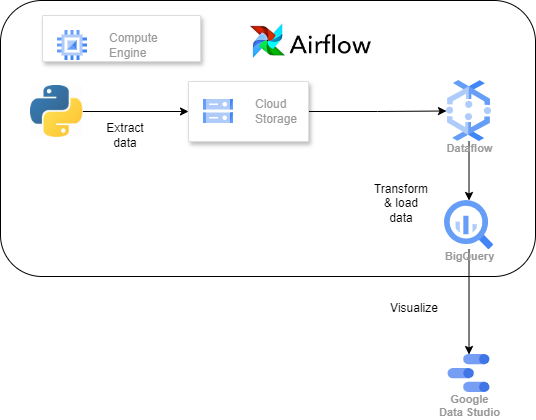 Compute
Engine
Airflow
Extract
data
Cloud
Storage
Dataflow
Transform
& load
data
BigQuery
Visualize
Google
Data Studio